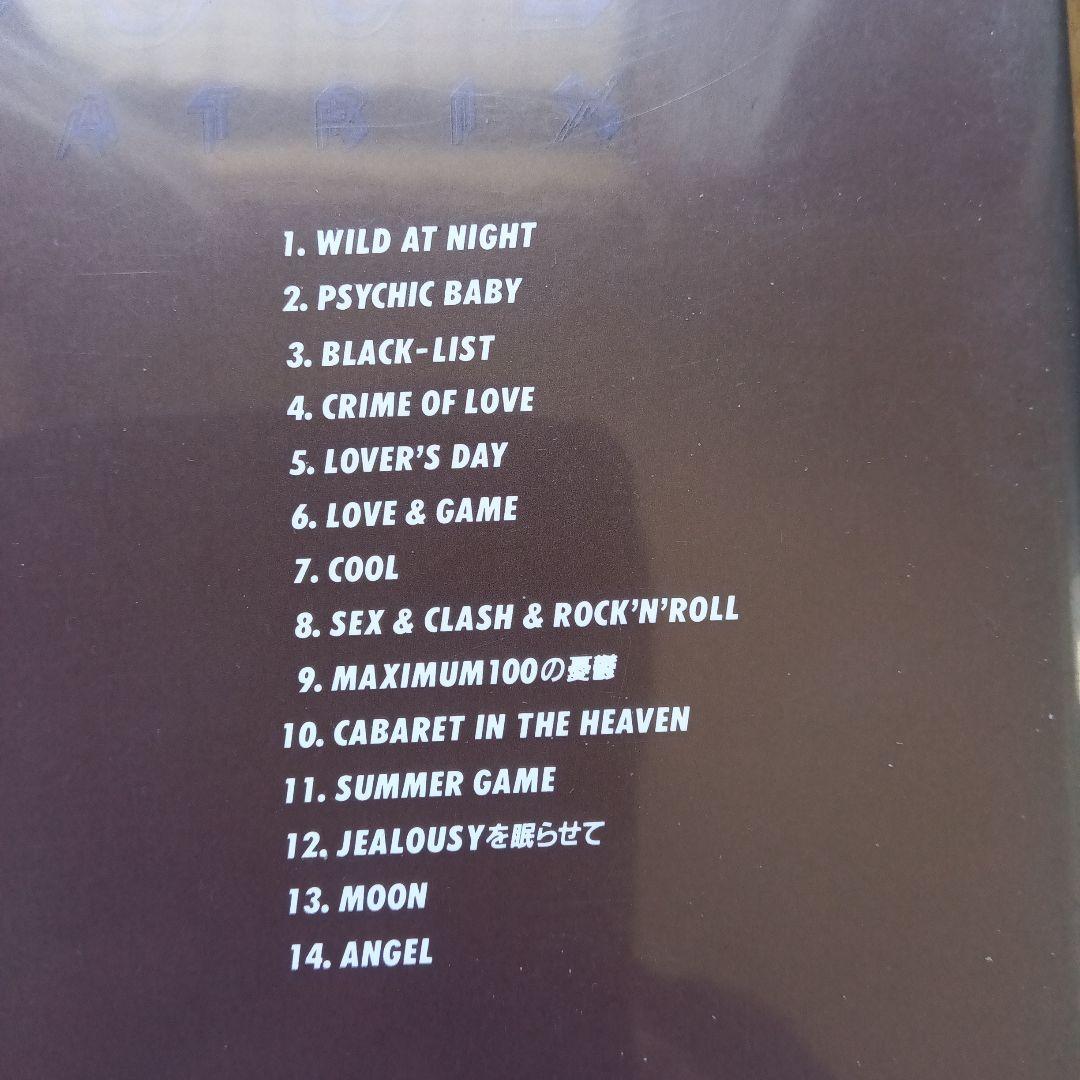 ATRIX
1. WILD AT NIGHT
2. PSYCHIC BABY
3. BLACK-LIST
4. CRIME OF LOVE
5. LOVER'S DAY
6. LOVE & GAME
7. COOL
8. SEX & CLASH & ROCK'N'ROLL
9. MAXIMUM100の憂鬱
10. CABARET IN THE HEAVEN
11. SUMMER GAME
12. JEALOUSYを眠らせて
13. MOON
14. ANGEL